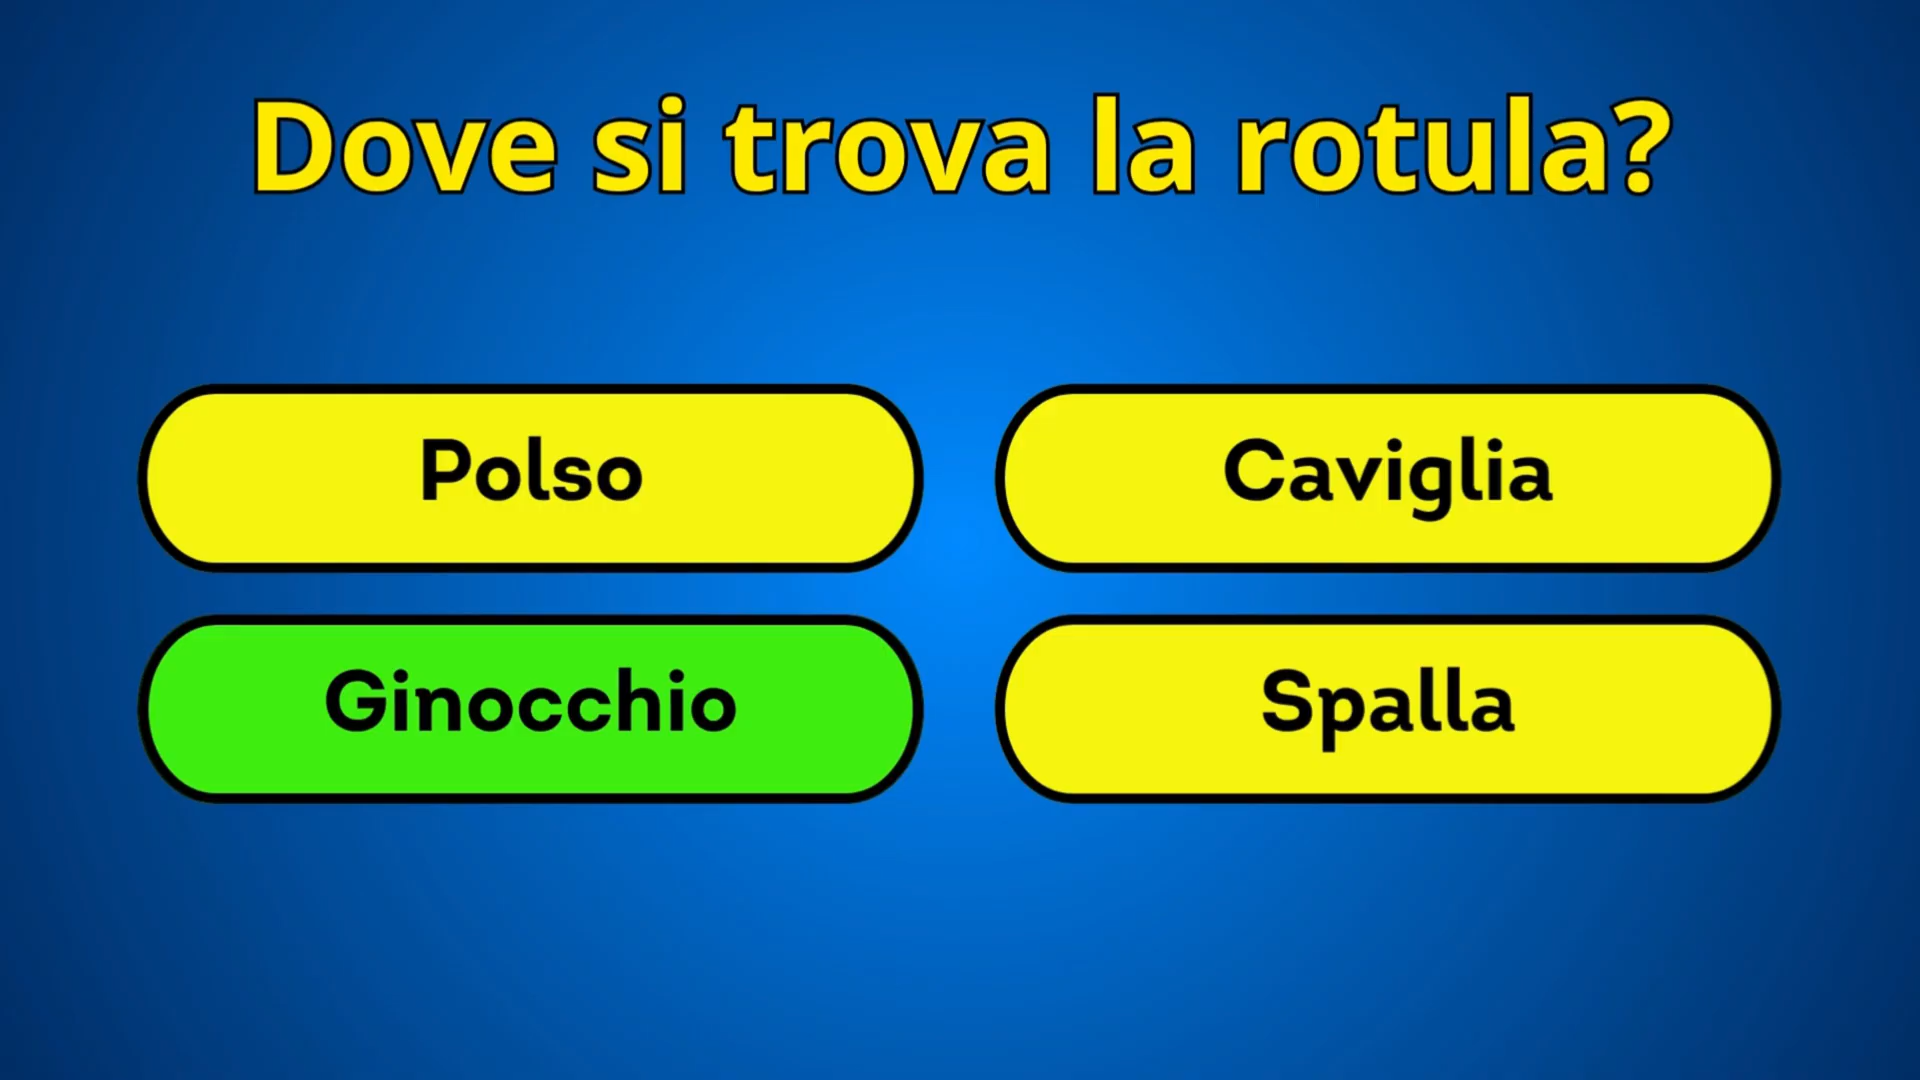 Dove si trova la rotula?
Polso
Caviglia
Ginocchio
Spalla